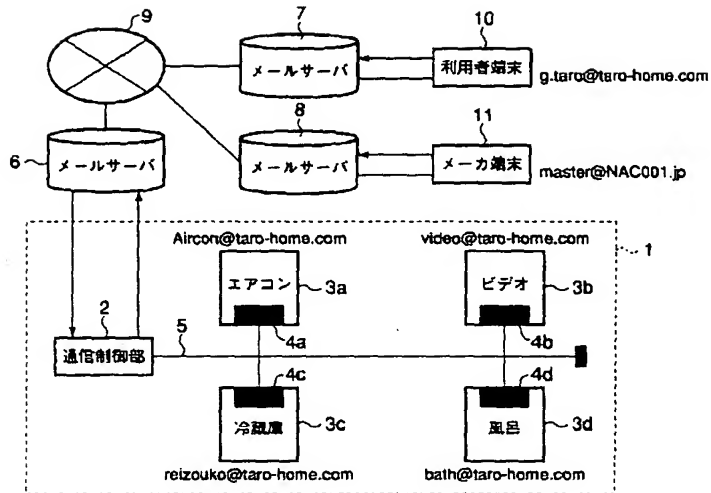 9
7
10
メールサーバ
利用者端末
g.taro@taro-home.com
8
11
6
メールサーバ
メールサーバ
メーカ端末
master@NAC001.jp
Aircon@taro-home.com
video@taro-home.com
1
エアコン
3a
ビデオ
3b
2
4a
4b
通信制御部
5
4c
4d
冷蔵庫
3c
風呂
3d
reizouko@taro-home.com
bath@taro-home.com